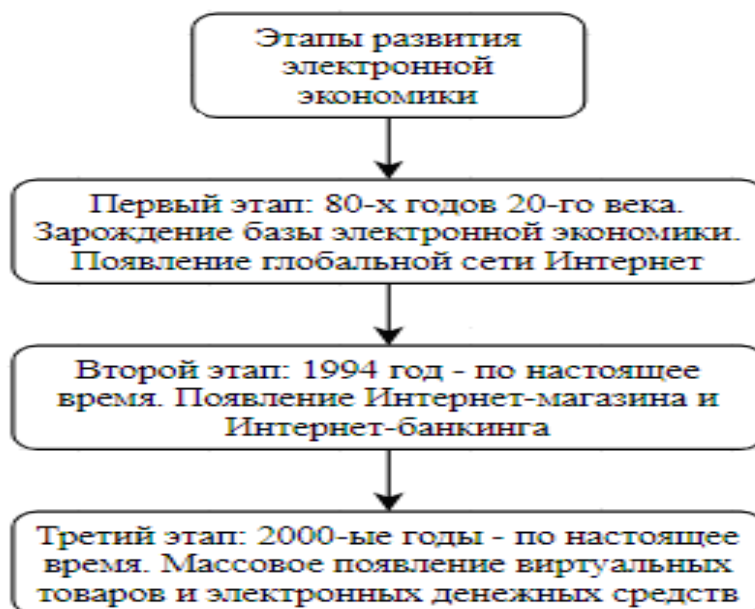 Этапы развития
электронной
экономики
Первый этап: 80-х годов 20-го века.
Зарождение базы электронной экономики.
Появление глобальной сети Интернет
Второй этап: 1994 год - по настоящее
время. Появление Интернет-магазина и
Интернет-банкинга
Третий этап: 2000-ые годы - по настоящее
время. Массовое появление виртуальных
товаров и электронных денежных средств